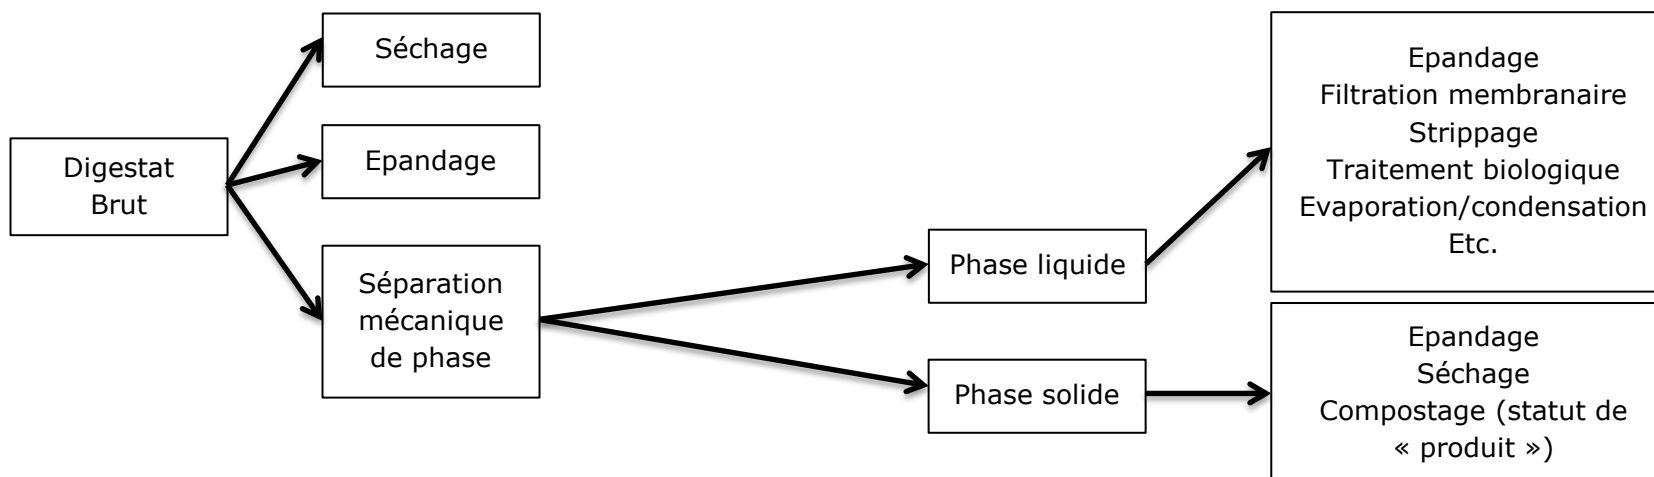 Digestat
Brut
Séchage
Epandage
Séparation
mécanique
de phase
Phase liquide
Phase solide
Epandage
Filtration membranaire
Strippage
Traitement biologique
Evaporation/condensation
Etc.
Epandage
Séchage
Compostage (statut de
« produit »)